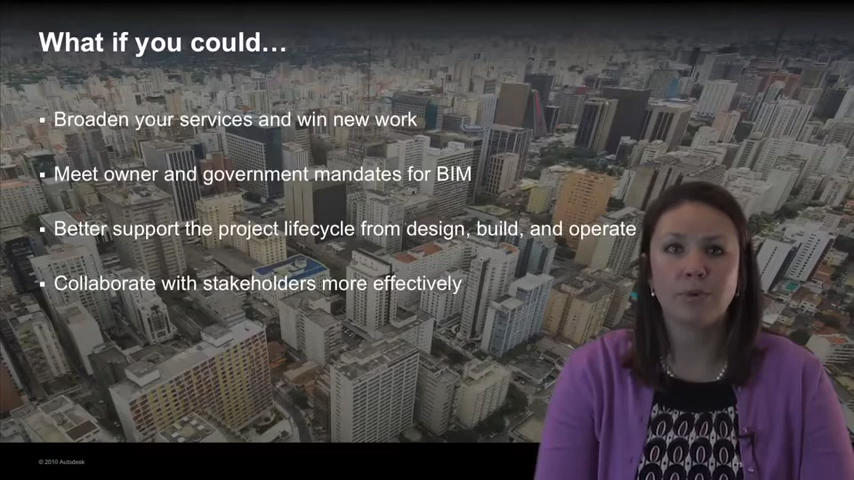 What if you could…
▪ Broaden your services and win new work
▪ Meet owner and government mandates for BIM
▪ Better support the project lifecycle from design, build, and operate
▪ Collaborate with stakeholders more effectively
© 2010 Autodesk